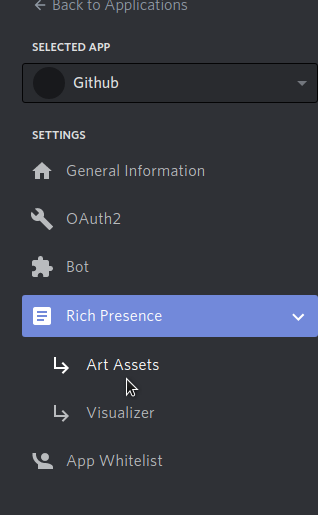 Back to Applications
SELECTED APP
Github
SETTINGS
General Information
OAuth2
Bot
Rich Presence
Art Assets
Visualizer
App Whitelist